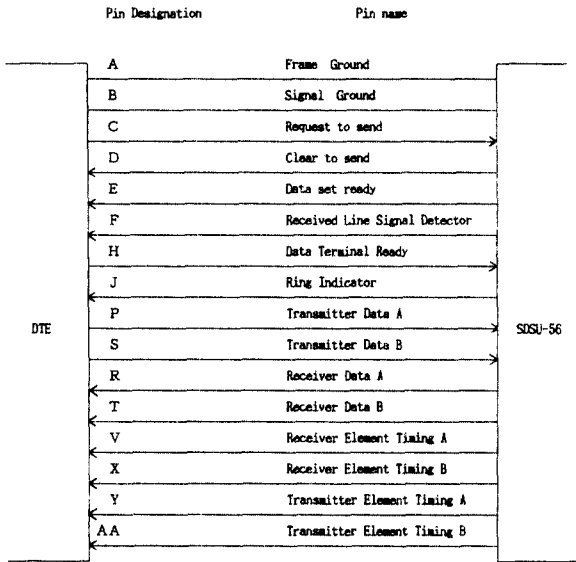 Pin Designation Pin name
A Frame Ground
B Signal Ground
C Request to send
D Clear to send
E Data set ready
F Received Line Signal Detector
H Data Terminal Ready
J Ring Indicator
P Transmitter Data A
DTE SDSU-56
S Transmitter Data B
R Receiver Data A
T Receiver Data B
V Receiver Element Timing A
X Receiver Element Timing B
Y Transmitter Element Timing A
AA Transmitter Element Timing B